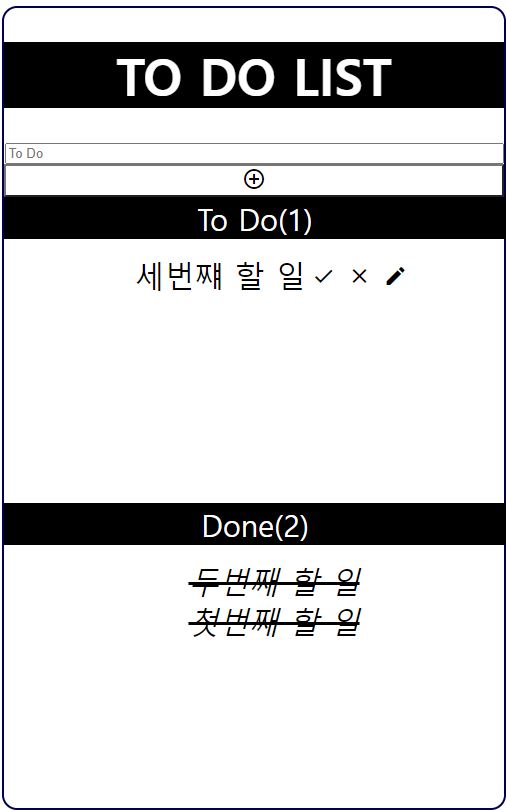 TO DO LIST
To Do
To Do(1)
세번쨰 할 일
Done(2)
두번째 할 일
첫번째 할 일